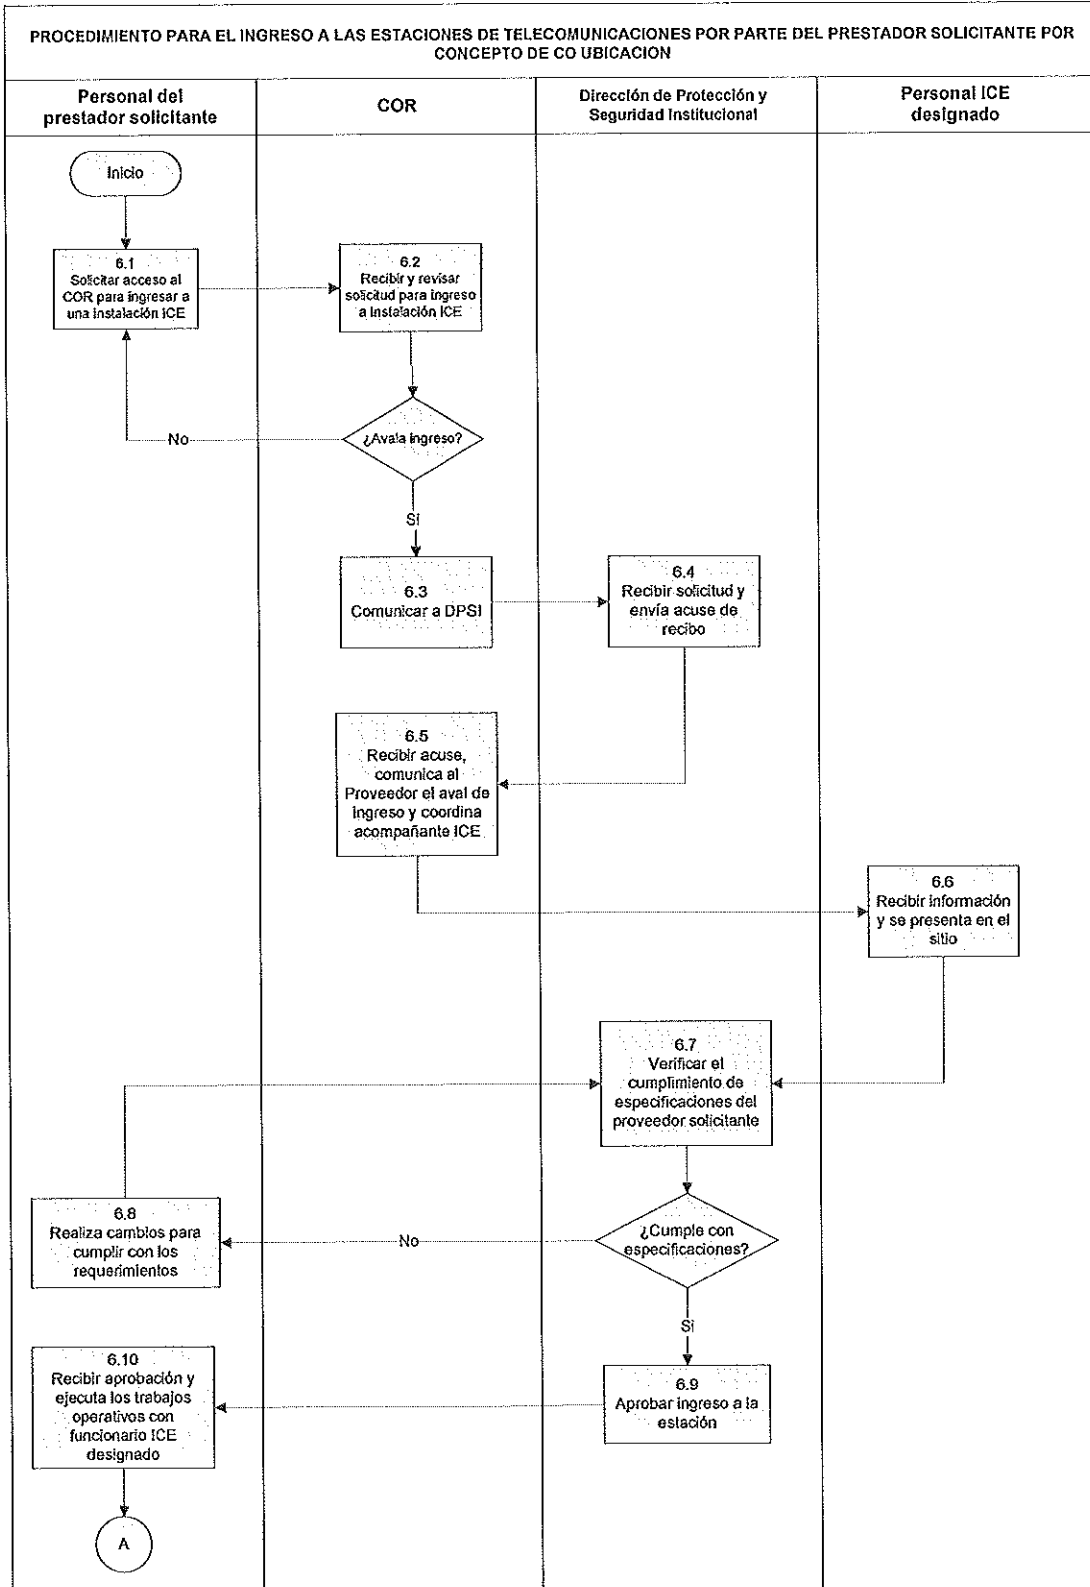 PROCEDIMIENTO PARA EL INGRESO A LAS ESTACIONES DE TELECOMUNICACIONES POR PARTE DEL PRESTADOR SOLICITANTE POR
CONCEPTO DE CO UBICACION
Personal del
prestador solicitante
COR
Dirección de Protección y
Seguridad Institucional
Personal ICE
designado
Inicio
6.1
Solicitar acceso al
COR para ingresar a
una Instalación ICE
6.2
Recibir y revisar
solicitud para ingreso
a Instalación ICE
¿Avala ingreso?
No
Sí
6.3
Comunicar a DPSI
6.4
Recibir solicitud y
envía acuse de
recibo
6.5
Recibir acuse,
comunica al
Proveedor el aval de
ingreso y coordina
acompañante ICE
6.6
Recibir información
y se presenta en el
sitio
6.7
Verificar el
cumplimiento de
especificaciones del
proveedor solicitante
¿Cumple con
especificaciones?
No
6.8
Realiza cambios para
cumplir con los
requerimientos
Sí
6.9
Aprobar ingreso a la
estación
6.10
Recibir aprobación y
ejecuta los trabajos
operativos con
funcionario ICE
designado
A